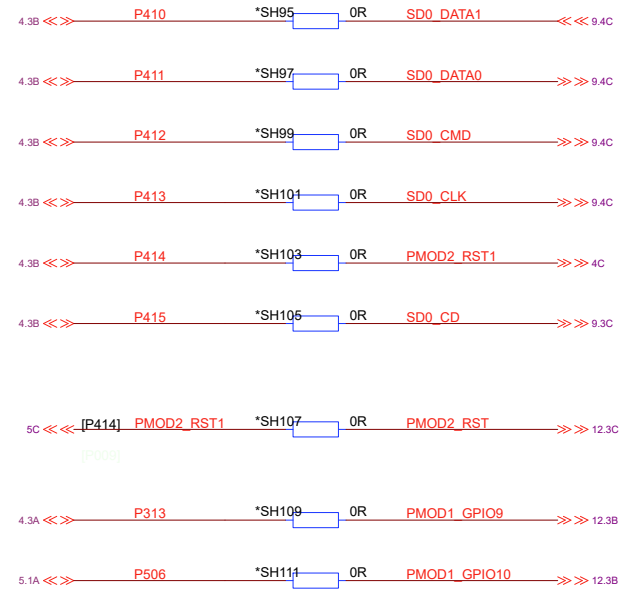 P410 *SH95 0R SD0_DATA1
4.3B 9.4C
P411 *SH97 0R SD0_DATA0
4.3B 9.4C
P412 *SH99 0R SD0_CMD
4.3B 9.4C
P413 *SH101 0R SD0_CLK
4.3B 9.4C
P414 *SH103 0R PMOD2_RST1
4.3B 4C
P415 *SH105 0R SD0_CD
4.3B 9.3C
5C [P414] PMOD2_RST1 *SH107 0R PMOD2_RST 12.3C
P313 *SH109 0R PMOD1_GPIO9
4.3A 12.3B
P506 *SH111 0R PMOD1_GPIO10
5.1A 12.3B